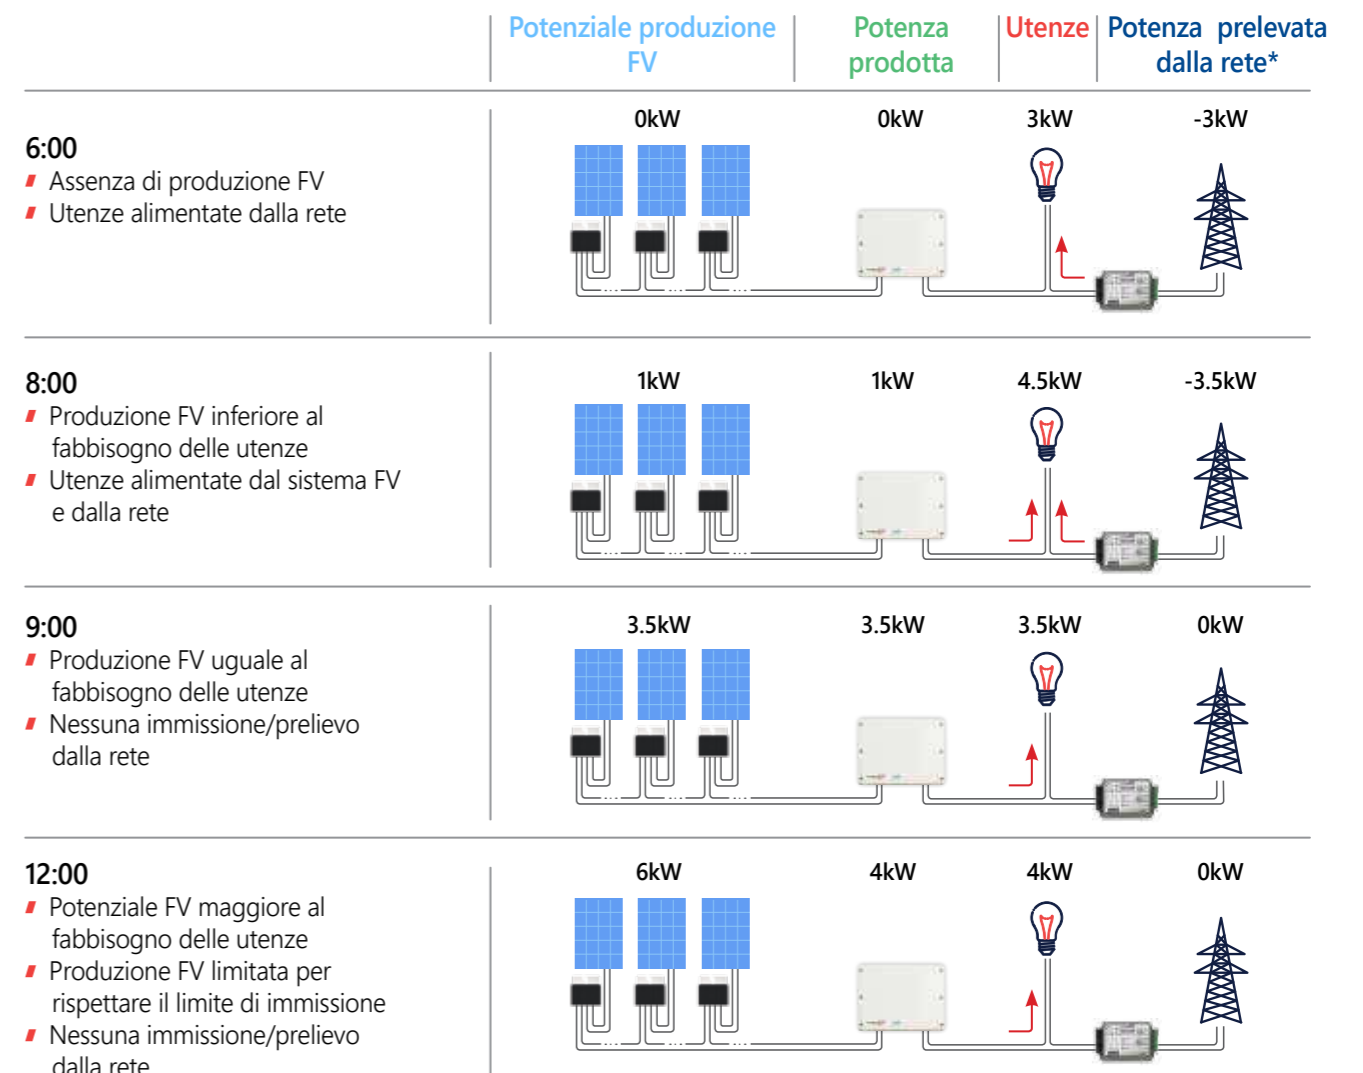 Potenziale produzione FV
Potenza prodotta
Utenze
Potenza prelevata dalla rete*
6:00
Assenza di produzione FV
Utenze alimentate dalla rete
0kW
0kW
3kW
-3kW
8:00
Produzione FV inferiore al
fabbisogno delle utenze
Utenze alimentate dal sistema FV
e dalla rete
1kW
1kW
4.5kW
-3.5kW
9:00
Produzione FV uguale al
fabbisogno delle utenze
Nessuna immissione/prelievo
dalla rete
3.5kW
3.5kW
3.5kW
0kW
12:00
Potenziale FV maggiore al
fabbisogno delle utenze
Produzione FV limitata per
rispettare il limite di immissione
Nessuna immissione/prelievo
dalla rete
6kW
4kW
4kW
0kW